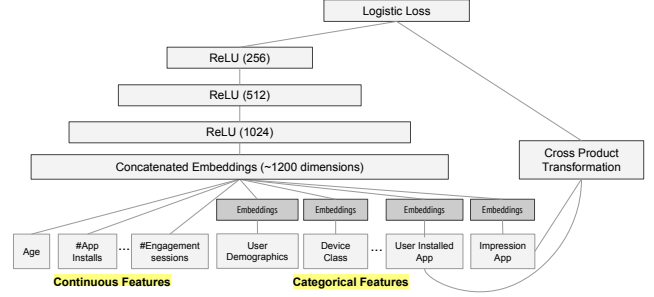 Logistic Loss
ReLU (256)
ReLU (512)
ReLU (1024)
Concatenated Embeddings (~1200 dimensions)
Cross Product
Transformation
Embeddings
Embeddings
Embeddings
Embeddings
Age
#App
Installs
...
#Engagement
sessions
User
Demographics
Device
Class
...
User Installed
App
Impression
App
Continuous Features
Categorical Features